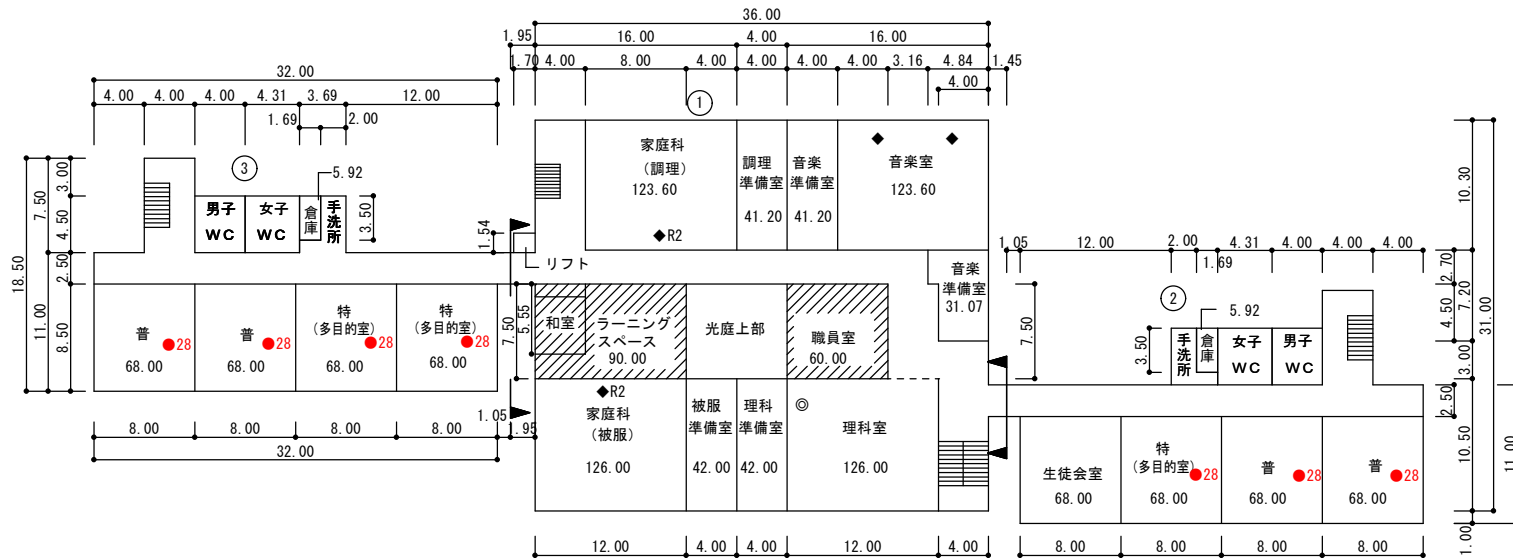 36.00
1.95 16.00 4.00 16.00
1.70 4.00 8.00 4.00 4.00 4.00 4.00 3.16 4.84 1.45
4.00
32.00
4.00 4.00 4.00 4.31 3.69 12.00
1.69 2.00
①
③
5.92
18.50
7.50
11.00
3.00
4.50
2.50
8.50
男子
WC
女子
WC
倉庫
手洗所
3.50
1.54
家庭科
(調理)
123.60
◆R2
調理
準備室
41.20
音楽
準備室
41.20
◆ ◆
音楽室
123.60
リフト
音楽
準備室
31.07
10.30
31.00
普
●28
68.00
普
●28
68.00
特
(多目的室)
●28
68.00
特
(多目的室)
●28
68.00
7.50
5.55
和室
ラーニング
スペース
90.00
光庭上部
職員室
60.00
7.50
1.05 12.00 2.00 4.31 4.00 4.00 4.00
1.69
②
5.92
3.50
手洗所
倉庫
女子
WC
男子
WC
2.70
7.20
4.50
3.00
2.50
10.50
11.00
1.00
1.05
1.95
8.00 8.00 8.00 8.00
32.00
◆R2
家庭科
(被服)
126.00
被服
準備室
42.00
理科
準備室
42.00
◎
理科室
126.00
生徒会室
68.00
特
(多目的室)
●28
68.00
普
●28
68.00
普
●28
68.00
12.00 4.00 4.00 12.00 4.00
8.00 8.00 8.00 8.00